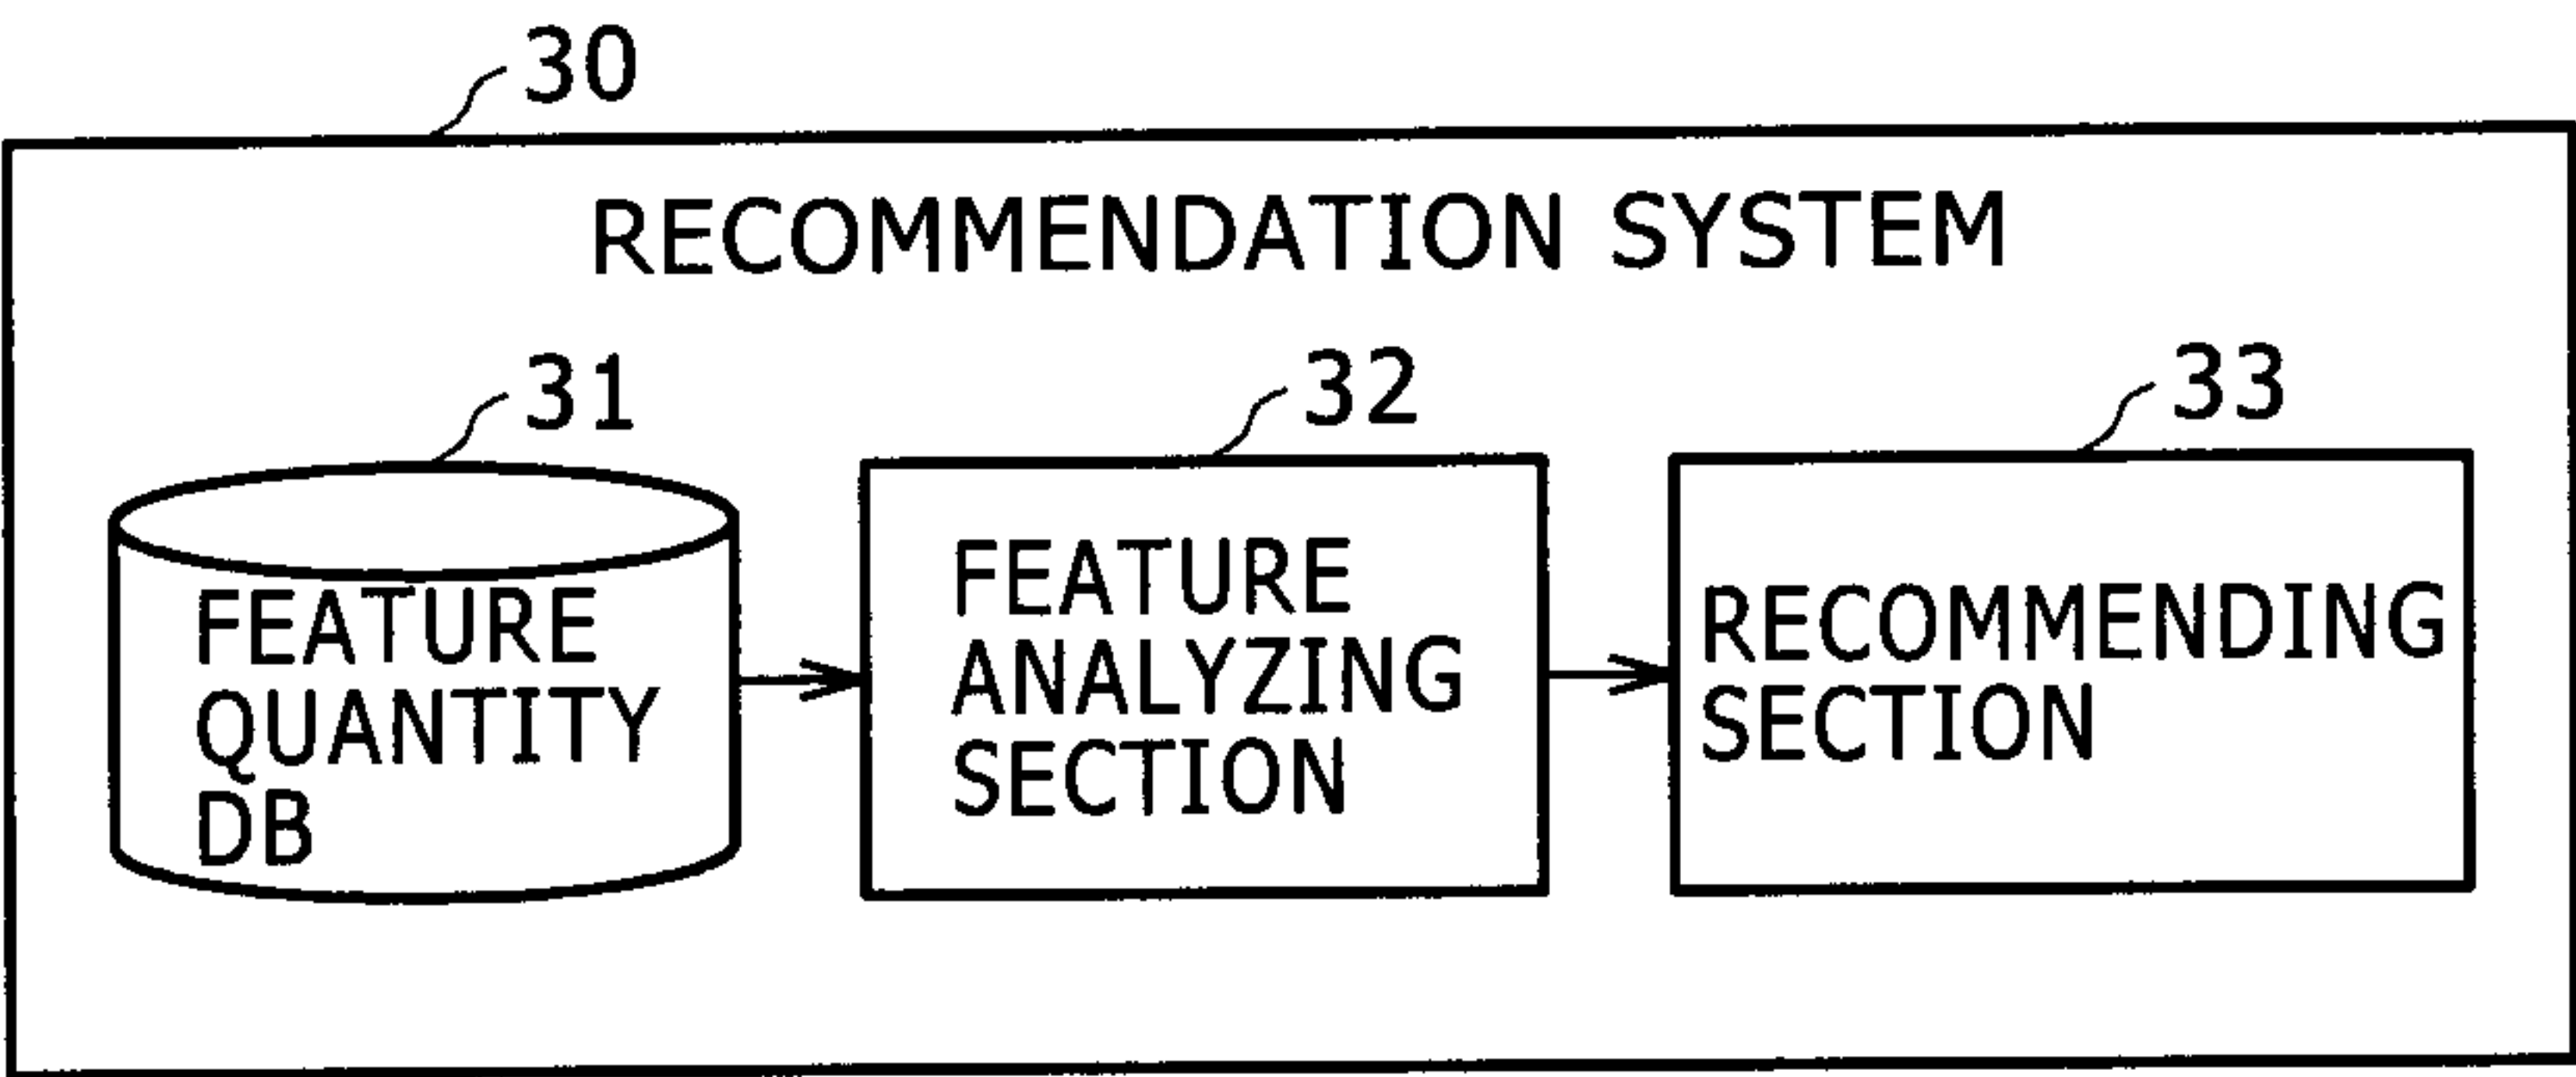 30
RECOMMENDATION SYSTEM
31
32
33
FEATURE
QUANTITY
DB
FEATURE
ANALYZING
SECTION
RECOMMENDING
SECTION